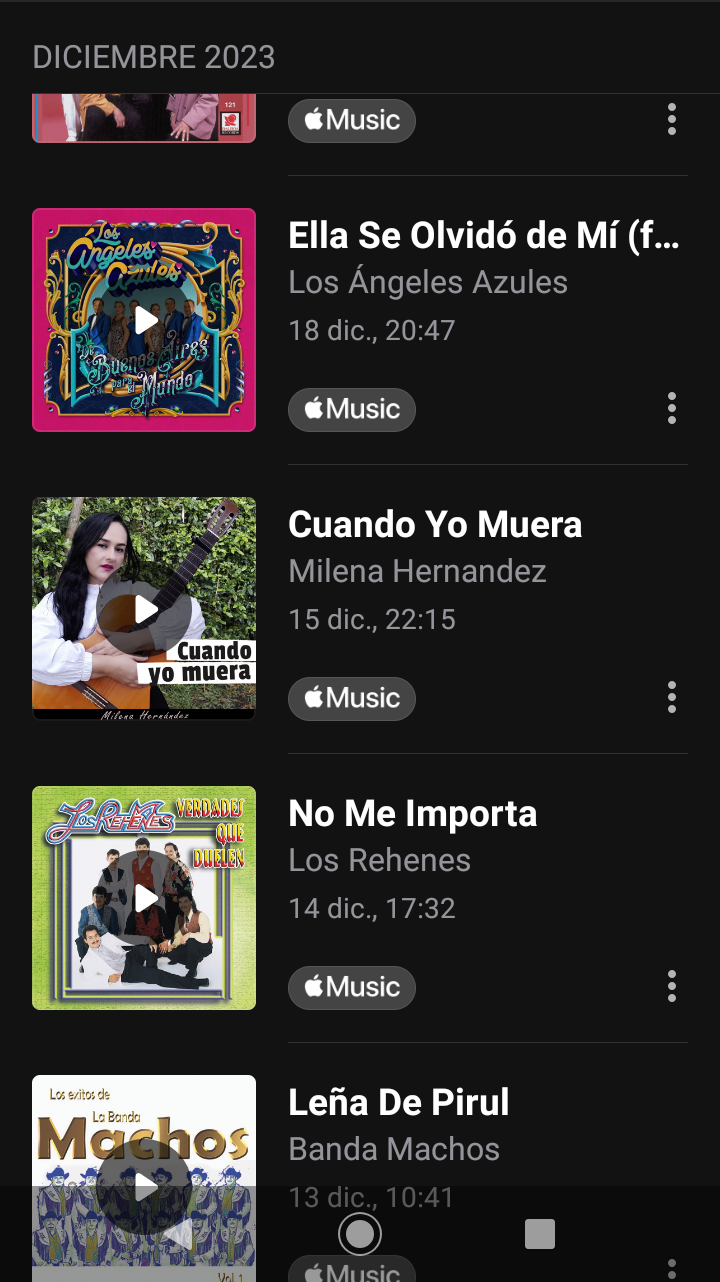 DICIEMBRE 2023
121
Music
Los
Ángeles
Azules
De
Buenos Aires
para el
Mundo
Ella Se Olvidó de Mí (f...
Los Ángeles Azules
18 dic., 20:47
Music
Cuando
yo muera
Milena Hernández
Cuando Yo Muera
Milena Hernandez
15 dic., 22:15
Music
LOS REHENES
VERDADES
QUE
DUELEN
No Me Importa
Los Rehenes
14 dic., 17:32
Music
Los exitos de
La Banda
Machos
Vol.1
Leña De Pirul
Banda Machos
13 dic., 10:41
Music